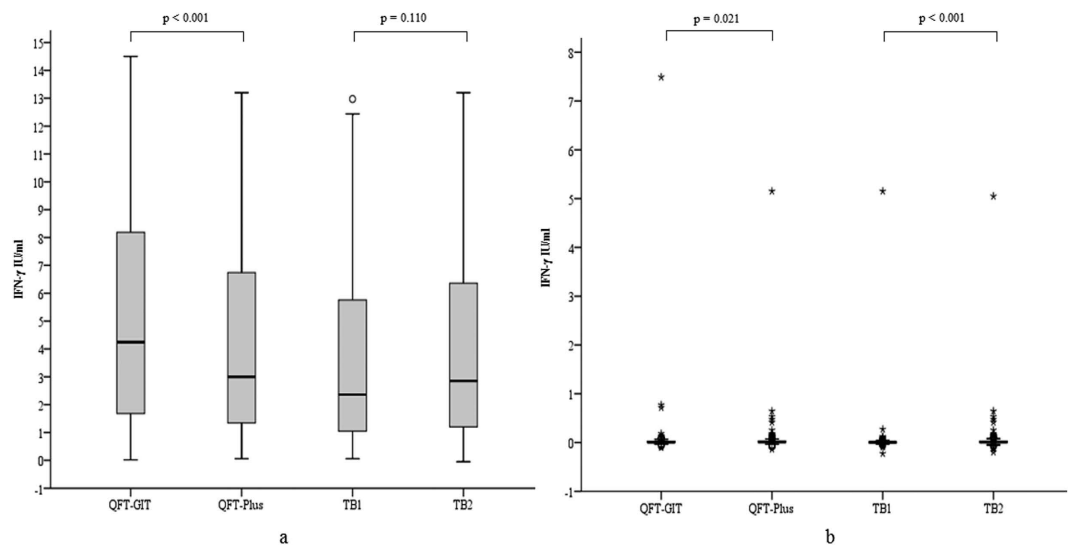 p < 0.001
p = 0.110
IFN-γ IU/ml
15
14
13
12
11
10
9
8
7
6
5
4
3
2
1
0
-1
QFT-GIT
QFT-Plus
TB1
TB2
a
p = 0.021
p < 0.001
IFN-γ IU/ml
8
7
6
5
4
3
2
1
0
-1
QFT-GIT
QFT-Plus
TB1
TB2
b